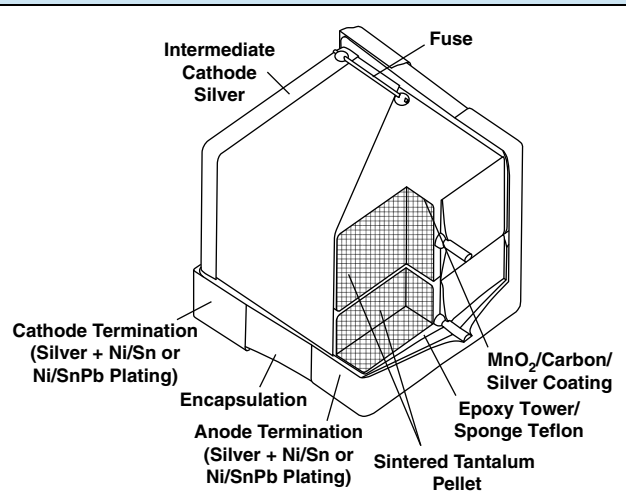 Fuse
Intermediate
Cathode
Silver
Cathode Termination
(Silver + Ni/Sn or
Ni/SnPb Plating)
Encapsulation
Anode Termination
(Silver + Ni/Sn or
Ni/SnPb Plating)
MnO₂/Carbon/
Silver Coating
Epoxy Tower/
Sponge Teflon
Sintered Tantalum
Pellet